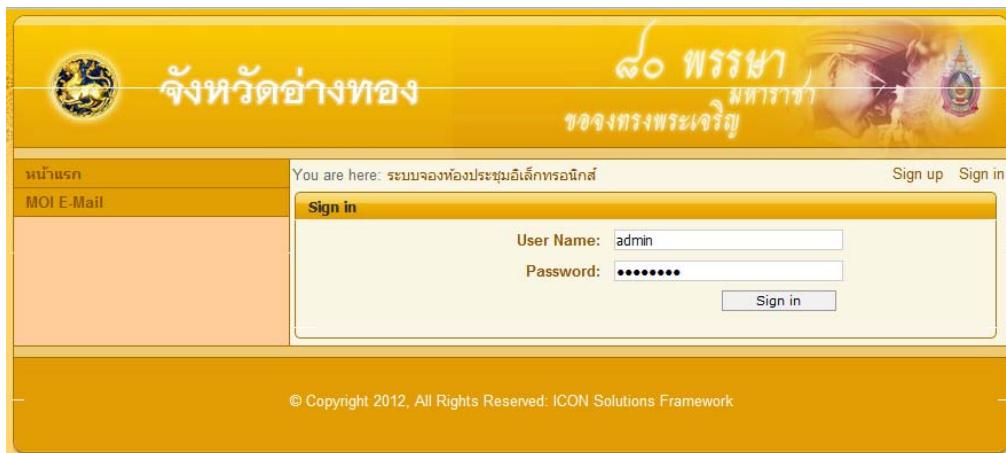 จังหวัดอ่างทอง
๘๐ พรรษา
มหาราชา
ขอจงทรงพระเจริญ
หน้าแรก
MOI E-Mail
You are here: ระบบจองห้องประชุมอิเล็กทรอนิกส์
Sign up Sign in
Sign in
User Name: admin
Password: ••••••••
Sign in
© Copyright 2012, All Rights Reserved: ICON Solutions Framework